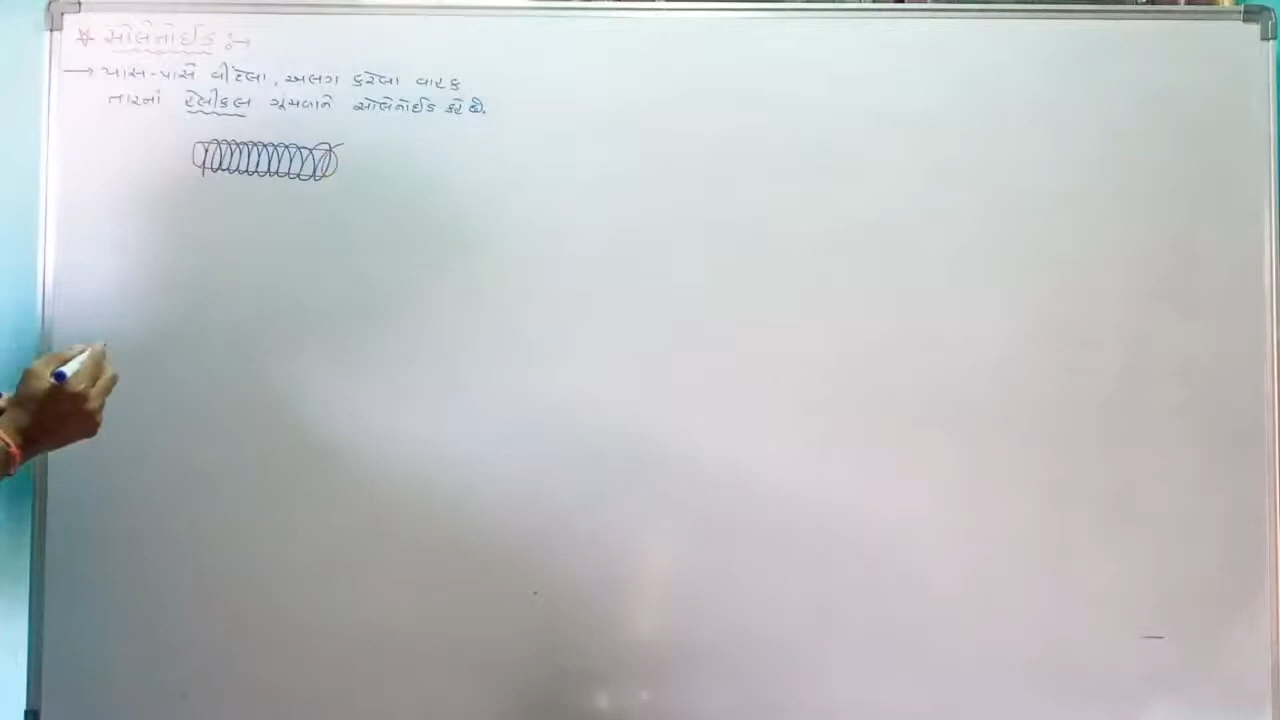 ☆ સોલેનોઈડ :→
→ પાસ-પાસે વીંટેલા, અલગ કરેલા વાહક
તારનાં હેલીકલ ગૂંચળાને સોલેનોઈડ કહે છે.